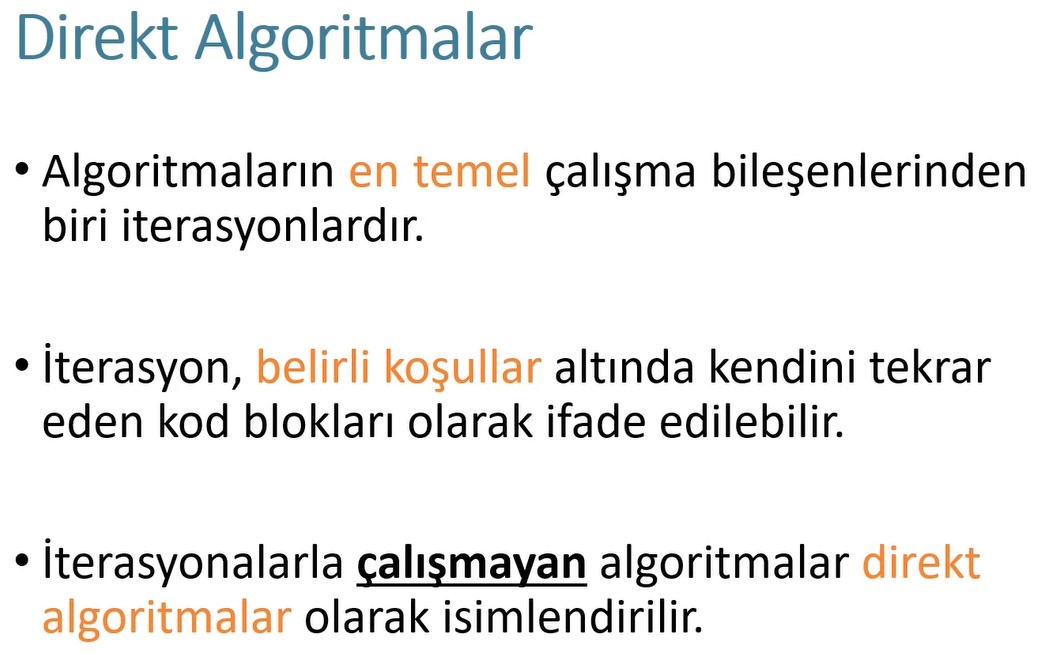 Direkt Algoritmalar
• Algoritmaların en temel çalışma bileşenlerinden
biri iterasyonlardır.
• İterasyon, belirli koşullar altında kendini tekrar
eden kod blokları olarak ifade edilebilir.
• İterasyonalarla çalışmayan algoritmalar direkt
algoritmalar olarak isimlendirilir.